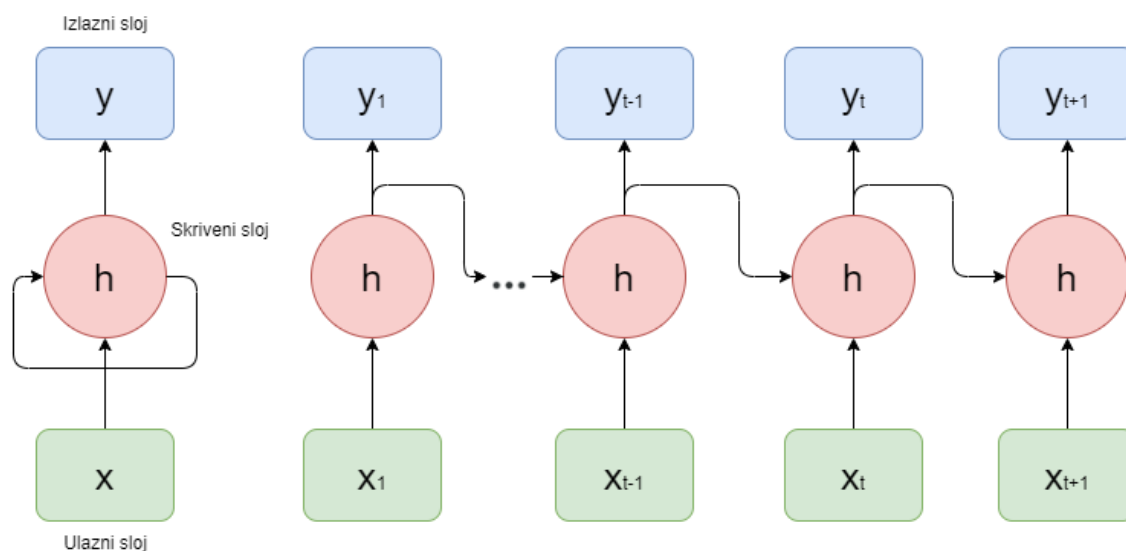 Izlazni sloj
y y1 yt-1 yt yt+1
Skriveni sloj
h h ... h h h
x x1 xt-1 xt xt+1
Ulazni sloj